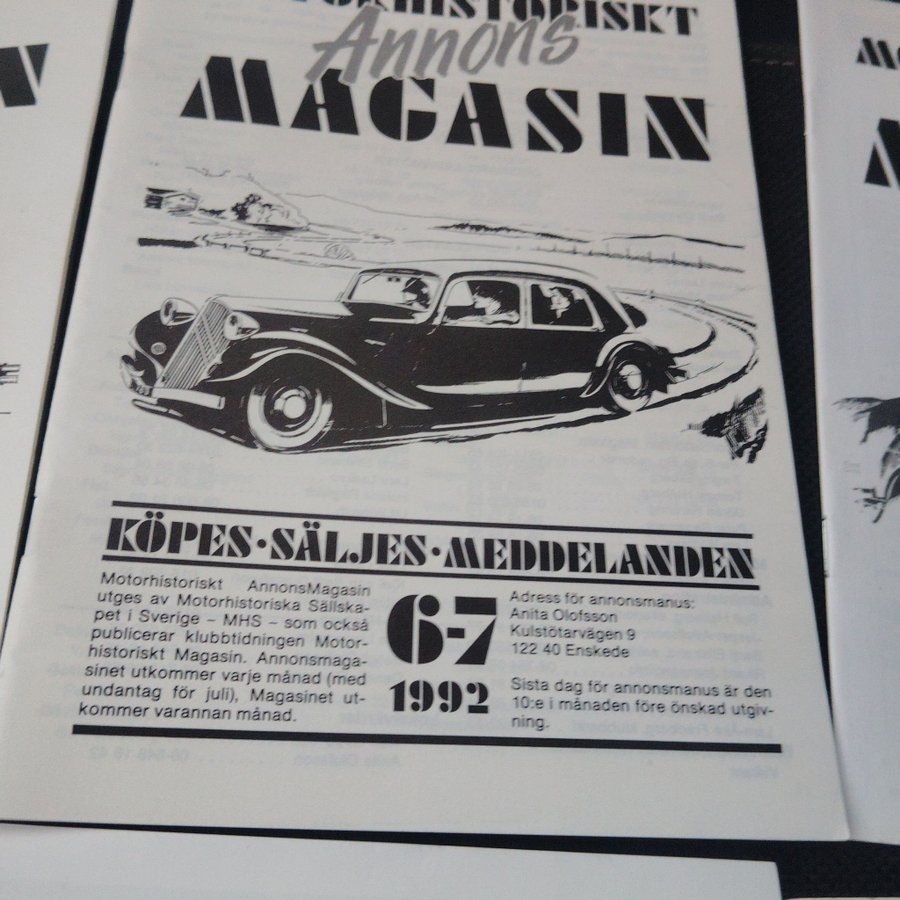 Annons
MAGASIN
KÖPES·SÄLJES·MEDDELANDEN
Motorhistoriskt AnnonsMagasin
utges av Motorhistoriska Sällska-
pet i Sverige – MHS – som också
publicerar klubbtidningen Motor-
historiskt Magasin. Annonsmaga-
sinet utkommer varje månad (med
undantag för juli), Magasinet ut-
kommer varannan månad.
6-7
1992
Adress för annonsmanus:
Anita Olofsson
Kulstötarvägen 9
122 40 Enskede
Sista dag för annonsmanus är den
10:e i månaden före önskad utgiv-
ning.